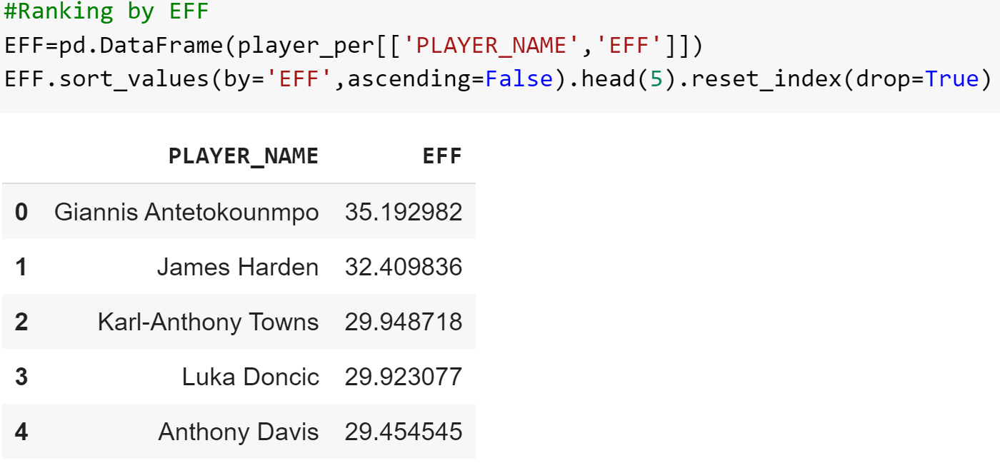 #Ranking by EFF
EFF=pd.DataFrame(player_per[['PLAYER_NAME','EFF']])
EFF.sort_values(by='EFF',ascending=False).head(5).reset_index(drop=True)
PLAYER_NAME EFF
0 Giannis Antetokounmpo 35.192982
1 James Harden 32.409836
2 Karl-Anthony Towns 29.948718
3 Luka Doncic 29.923077
4 Anthony Davis 29.454545